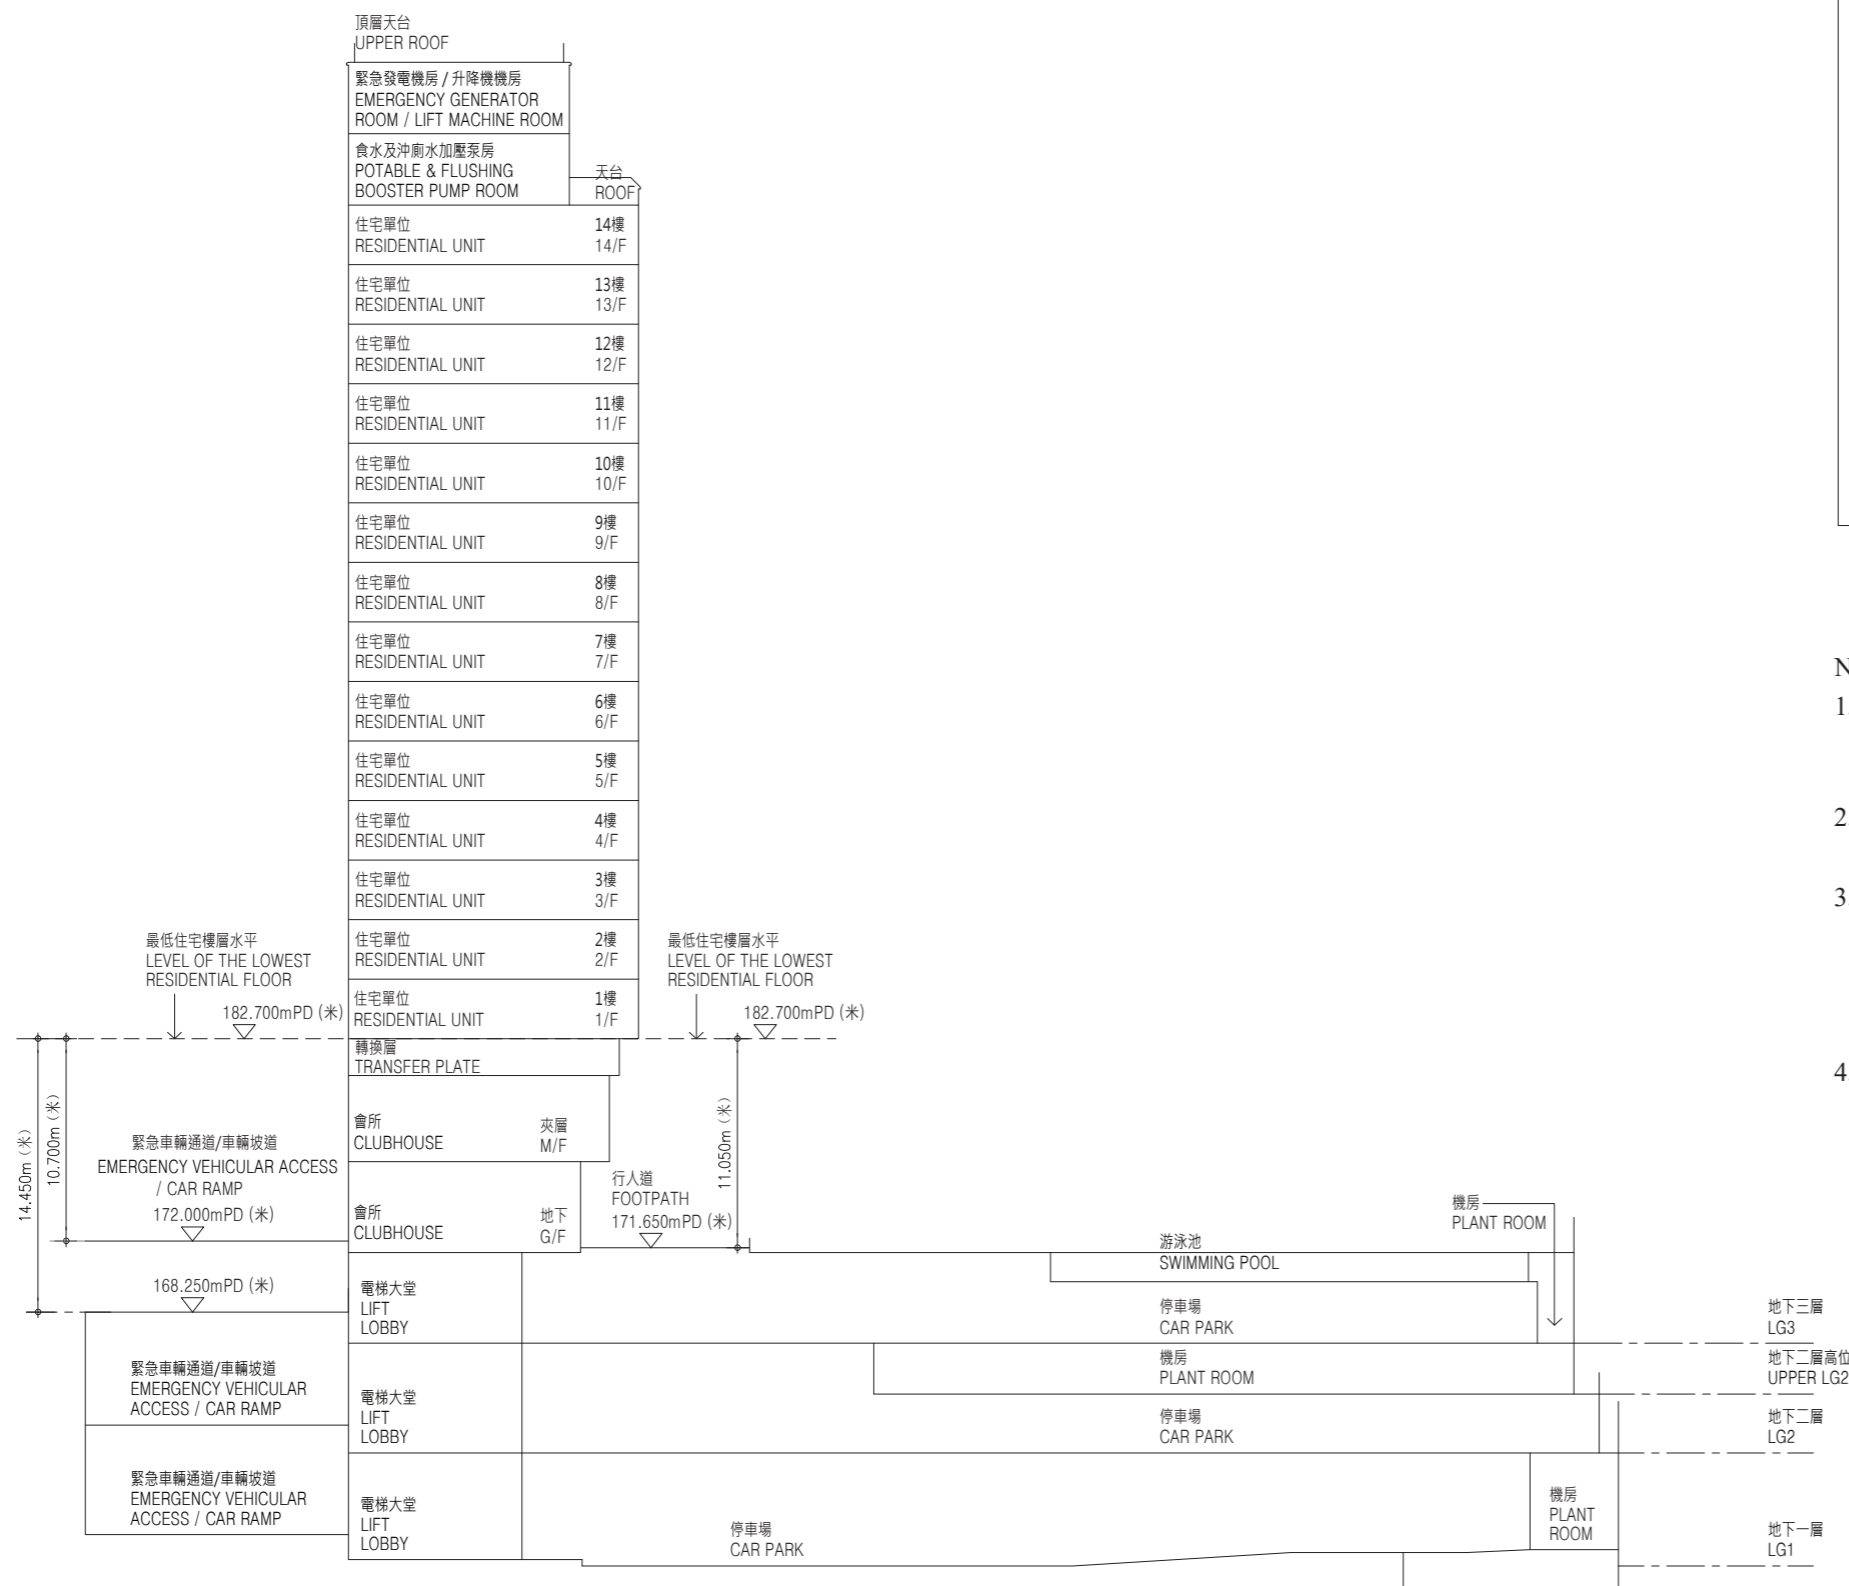 頂層天台
UPPER ROOF
緊急發電機房 / 升降機機房
EMERGENCY GENERATOR
ROOM / LIFT MACHINE ROOM
食水及沖廁水加壓泵房
POTABLE & FLUSHING
BOOSTER PUMP ROOM
天台
ROOF
住宅單位 14樓
RESIDENTIAL UNIT 14/F
住宅單位 13樓
RESIDENTIAL UNIT 13/F
住宅單位 12樓
RESIDENTIAL UNIT 12/F
住宅單位 11樓
RESIDENTIAL UNIT 11/F
住宅單位 10樓
RESIDENTIAL UNIT 10/F
住宅單位 9樓
RESIDENTIAL UNIT 9/F
住宅單位 8樓
RESIDENTIAL UNIT 8/F
住宅單位 7樓
RESIDENTIAL UNIT 7/F
住宅單位 6樓
RESIDENTIAL UNIT 6/F
住宅單位 5樓
RESIDENTIAL UNIT 5/F
住宅單位 4樓
RESIDENTIAL UNIT 4/F
住宅單位 3樓
RESIDENTIAL UNIT 3/F
住宅單位 2樓
RESIDENTIAL UNIT 2/F
住宅單位 1樓
RESIDENTIAL UNIT 1/F
最低住宅樓層水平
LEVEL OF THE LOWEST
RESIDENTIAL FLOOR
182.700mPD (米)
最低住宅樓層水平
LEVEL OF THE LOWEST
RESIDENTIAL FLOOR
182.700mPD (米)
轉換層
TRANSFER PLATE
14.450m (米)
10.700m (米)
11.050m (米)
會所 夾層
CLUBHOUSE M/F
緊急車輛通道/車輛坡道
EMERGENCY VEHICULAR ACCESS
/ CAR RAMP
172.000mPD (米)
會所 地下
CLUBHOUSE G/F
行人道
FOOTPATH
171.650mPD (米)
機房
PLANT ROOM
游泳池
SWIMMING POOL
168.250mPD (米)
電梯大堂
LIFT
LOBBY
停車場
CAR PARK
地下三層
LG3
緊急車輛通道/車輛坡道
EMERGENCY VEHICULAR
ACCESS / CAR RAMP
機房
PLANT ROOM
地下二層高位
UPPER LG2
電梯大堂
LIFT
LOBBY
停車場
CAR PARK
地下二層
LG2
緊急車輛通道/車輛坡道
EMERGENCY VEHICULAR
ACCESS / CAR RAMP
電梯大堂
LIFT
LOBBY
停車場
CAR PARK
機房
PLANT
ROOM
地下一層
LG1
N
1.
2.
3.
4.